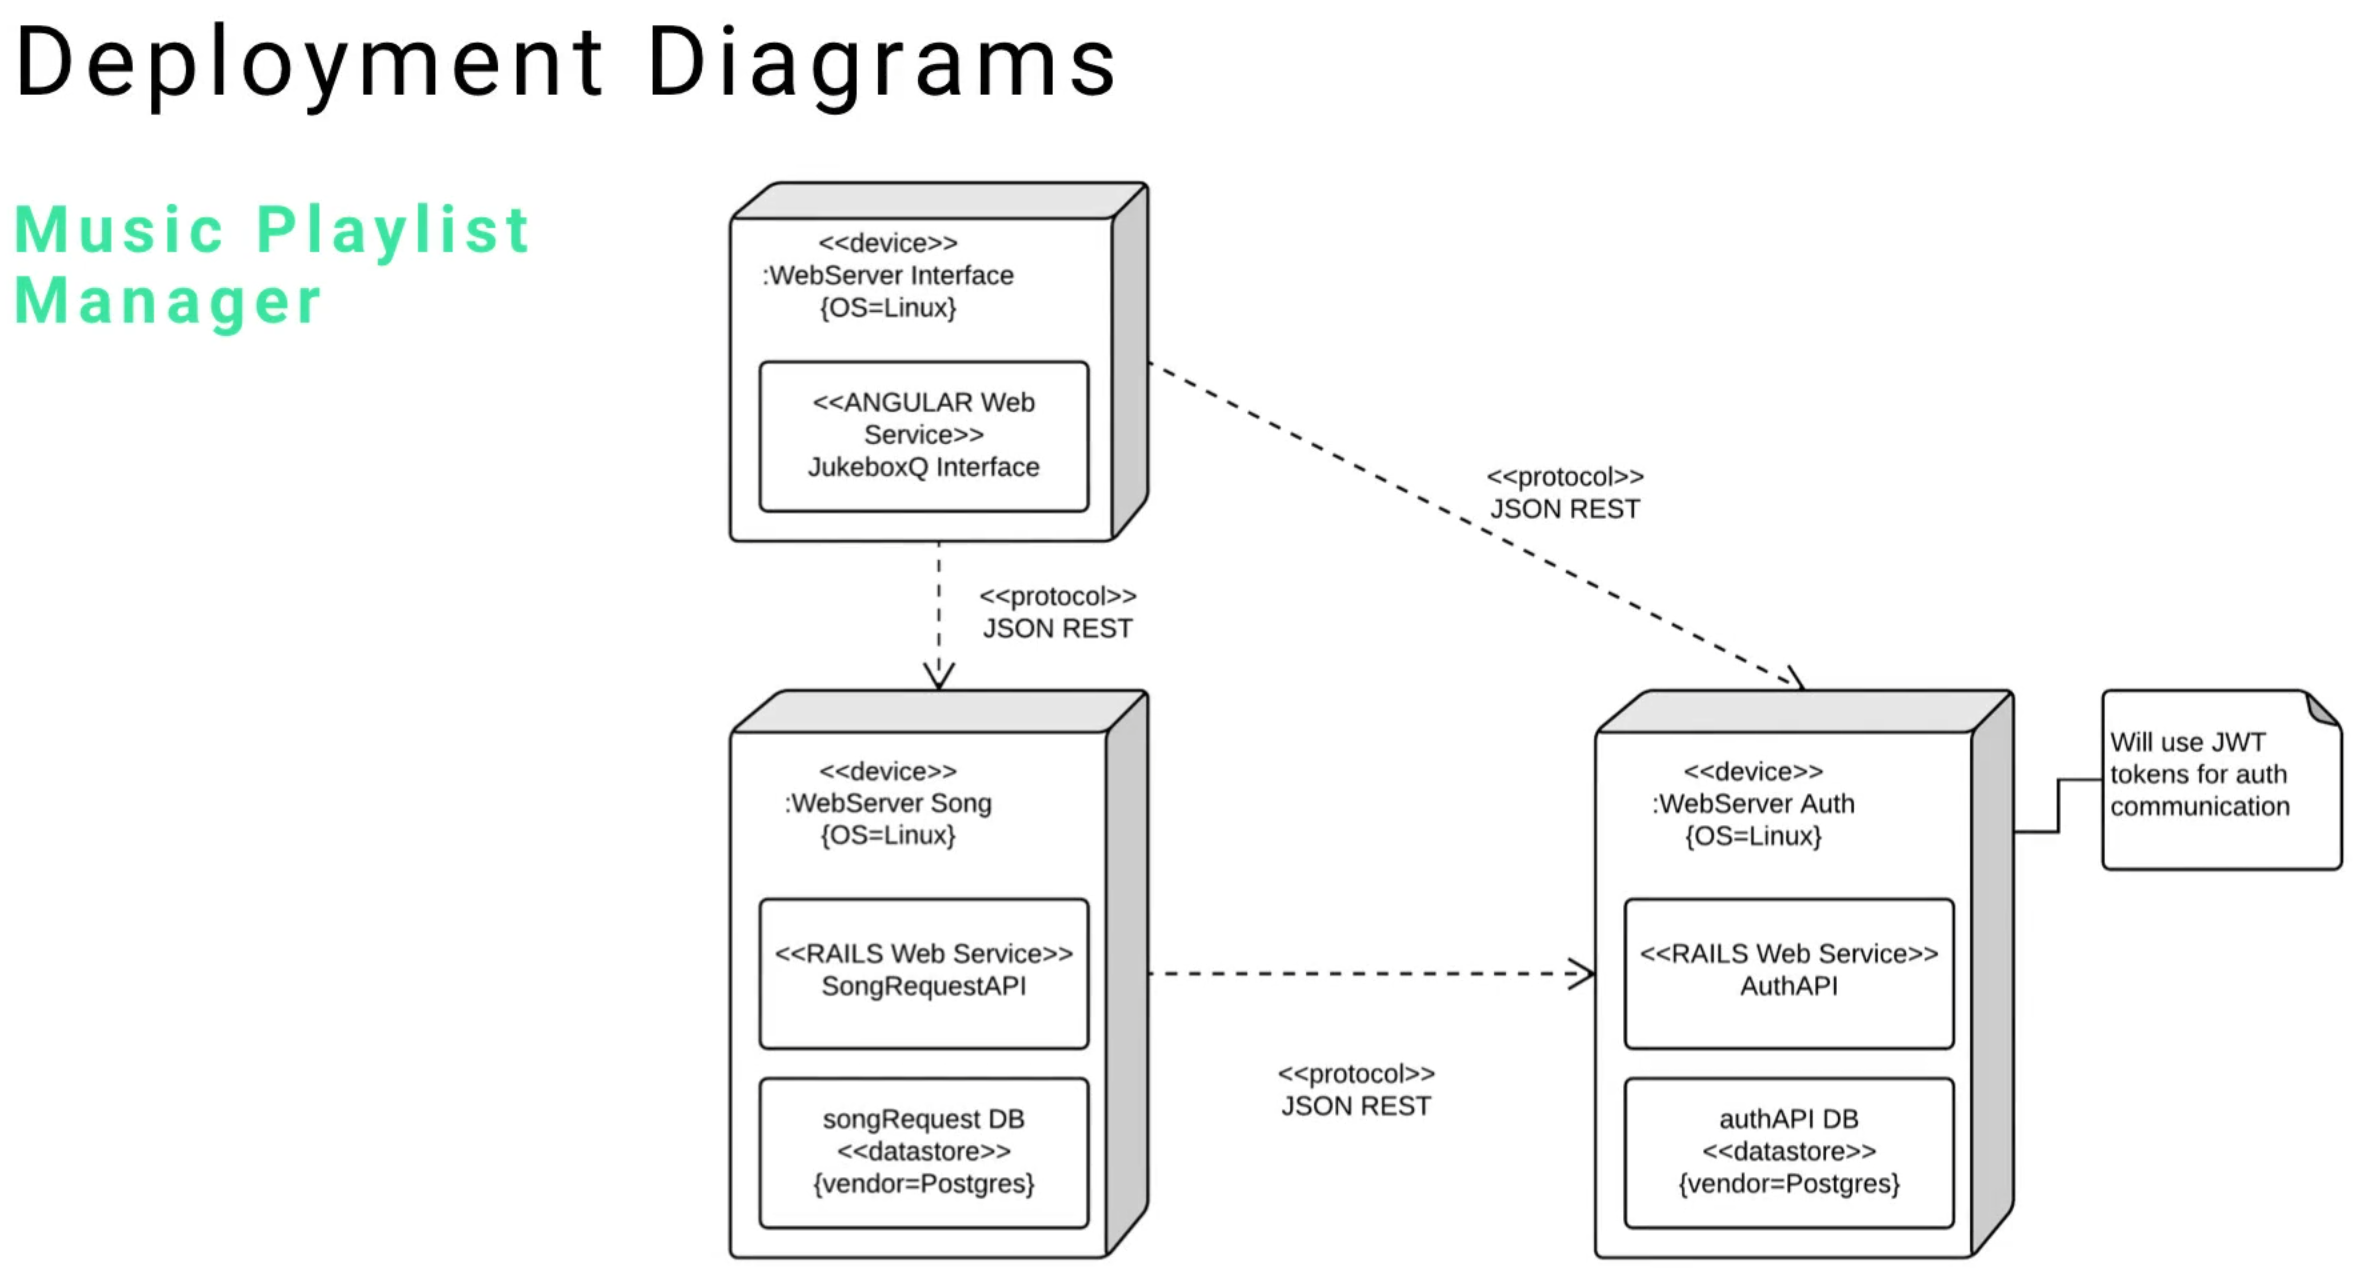 Deployment Diagrams
Music Playlist
Manager
<<device>>
:WebServer Interface
{OS=Linux}
<<ANGULAR Web
Service>>
JukeboxQ Interface
<<protocol>>
JSON REST
<<protocol>>
JSON REST
<<device>>
:WebServer Song
{OS=Linux}
<<RAILS Web Service>>
SongRequestAPI
songRequest DB
<<datastore>>
{vendor=Postgres}
<<protocol>>
JSON REST
<<device>>
:WebServer Auth
{OS=Linux}
<<RAILS Web Service>>
AuthAPI
authAPI DB
<<datastore>>
{vendor=Postgres}
Will use JWT
tokens for auth
communication